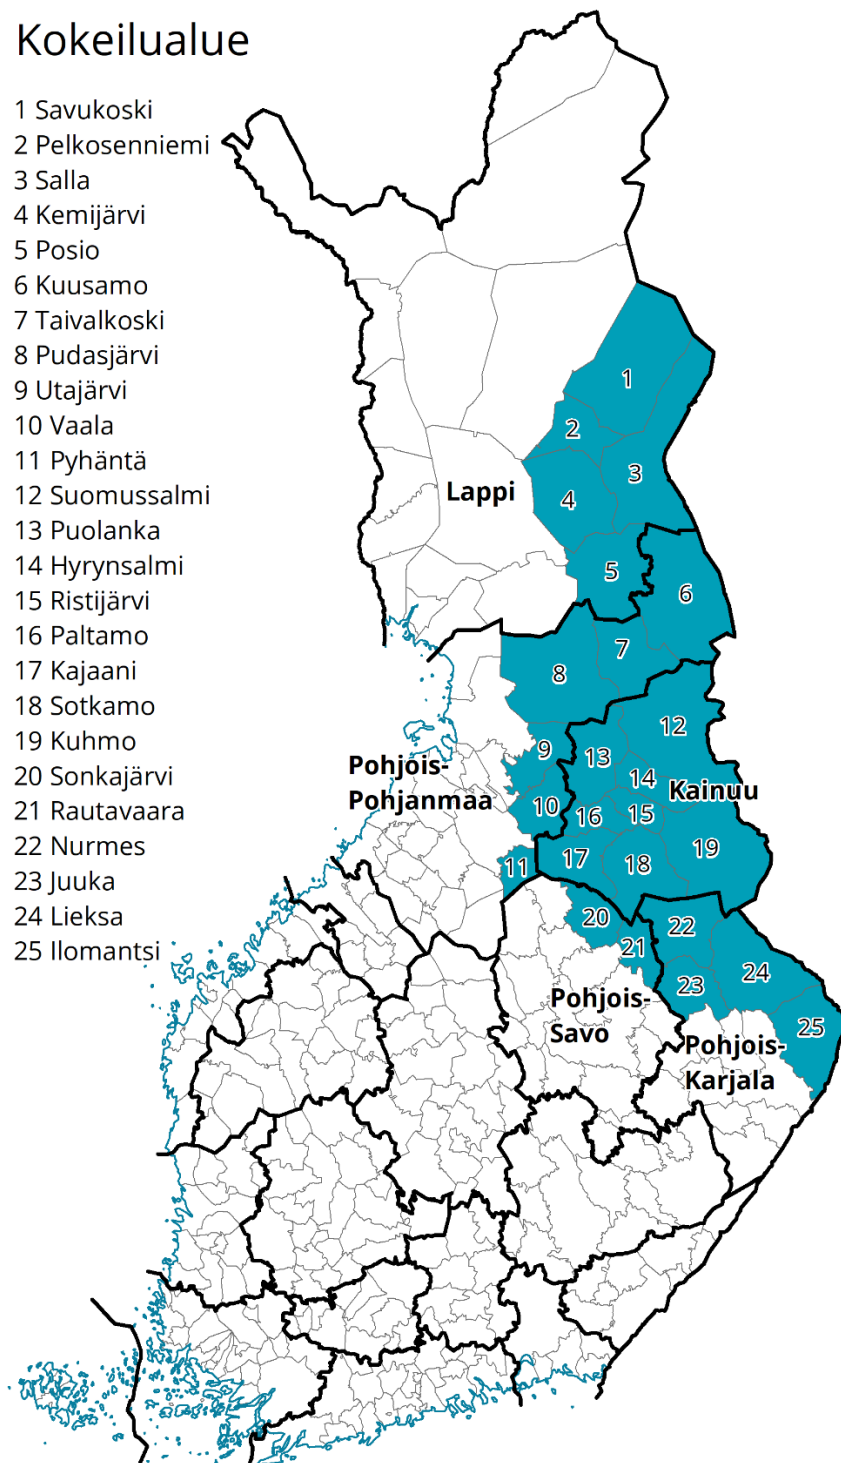 Kokeilualue
1 Savukoski
2 Pelkosenniemi
3 Salla
4 Kemijärvi
5 Posio
6 Kuusamo
7 Taivalkoski
8 Pudasjärvi
9 Utajärvi
10 Vaala
11 Pyhäntä
12 Suomussalmi
13 Puolanka
14 Hyrynsalmi
15 Ristijärvi
16 Paltamo
17 Kajaani
18 Sotkamo
19 Kuhmo
20 Sonkajärvi
21 Rautavaara
22 Nurmes
23 Juuka
24 Lieksa
25 Ilomantsi
1
2
3
Lappi
4
5
6
7
8
12
9
13
Pohjois-
Pohjanmaa
14
Kainuu
10
16
15
11
17
18
19
20
22
21
24
23
Pohjois-
Savo
25
Pohjois-
Karjala